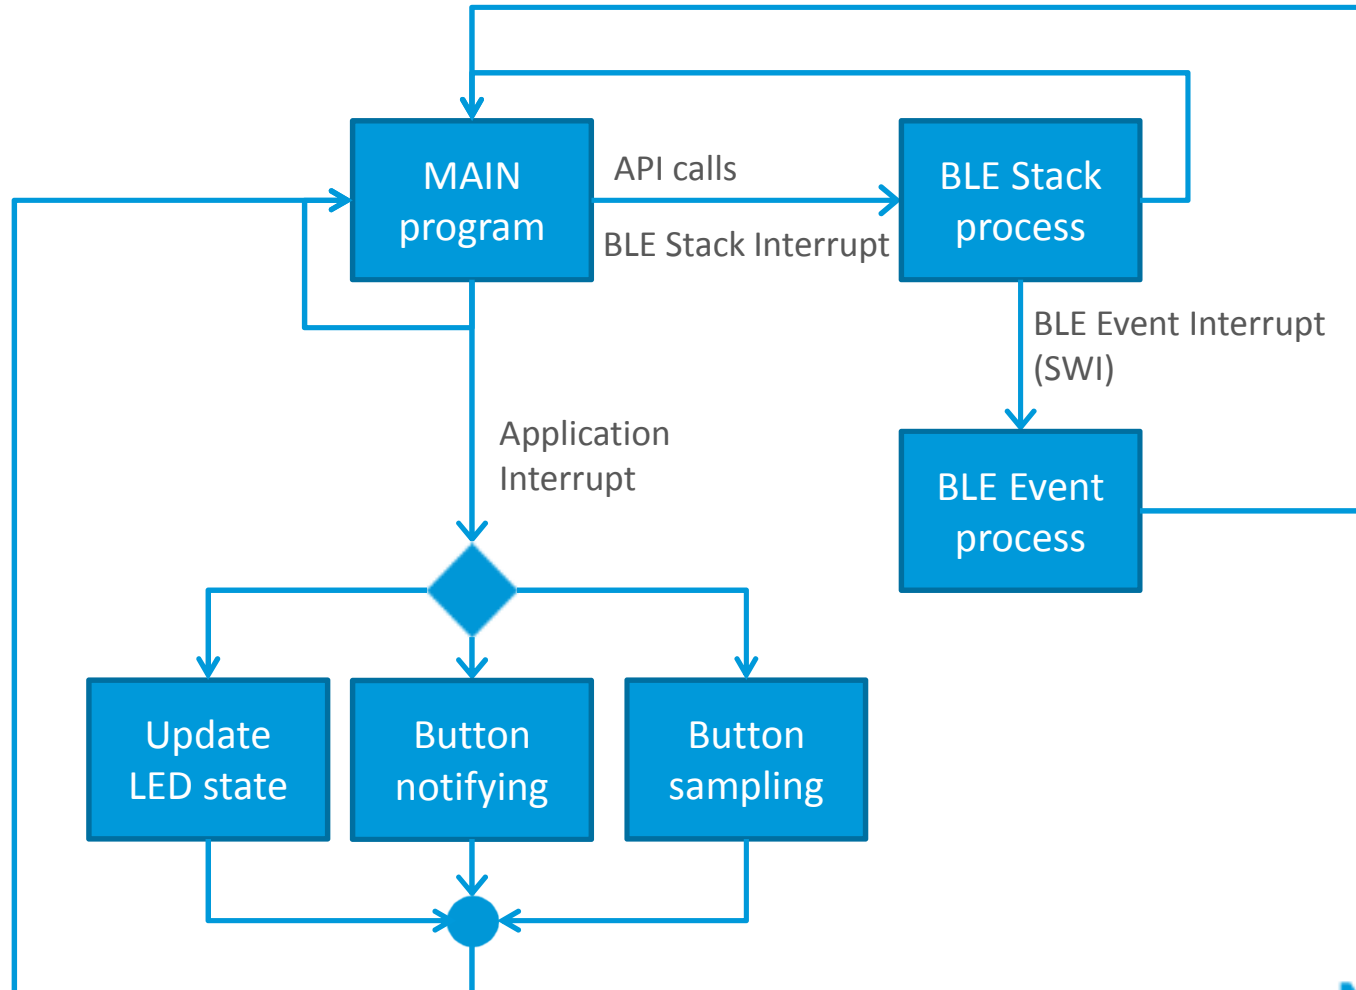 MAIN
program
API calls
BLE Stack Interrupt
BLE Stack
process
BLE Event Interrupt
(SWI)
Application
Interrupt
BLE Event
process
Update
LED state
Button
notifying
Button
sampling